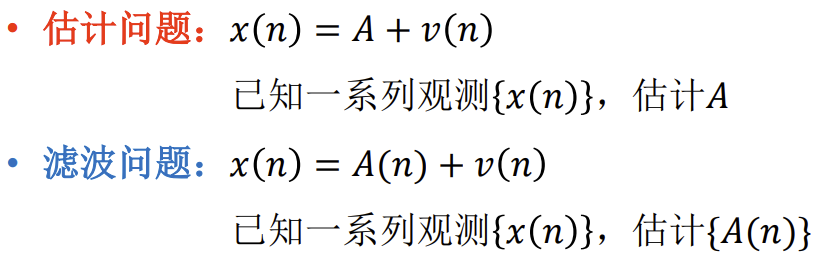 • 估计问题：x(n) = A + v(n)
已知一系列观测{x(n)}，估计A
• 滤波问题：x(n) = A(n) + v(n)
已知一系列观测{x(n)}，估计{A(n)}